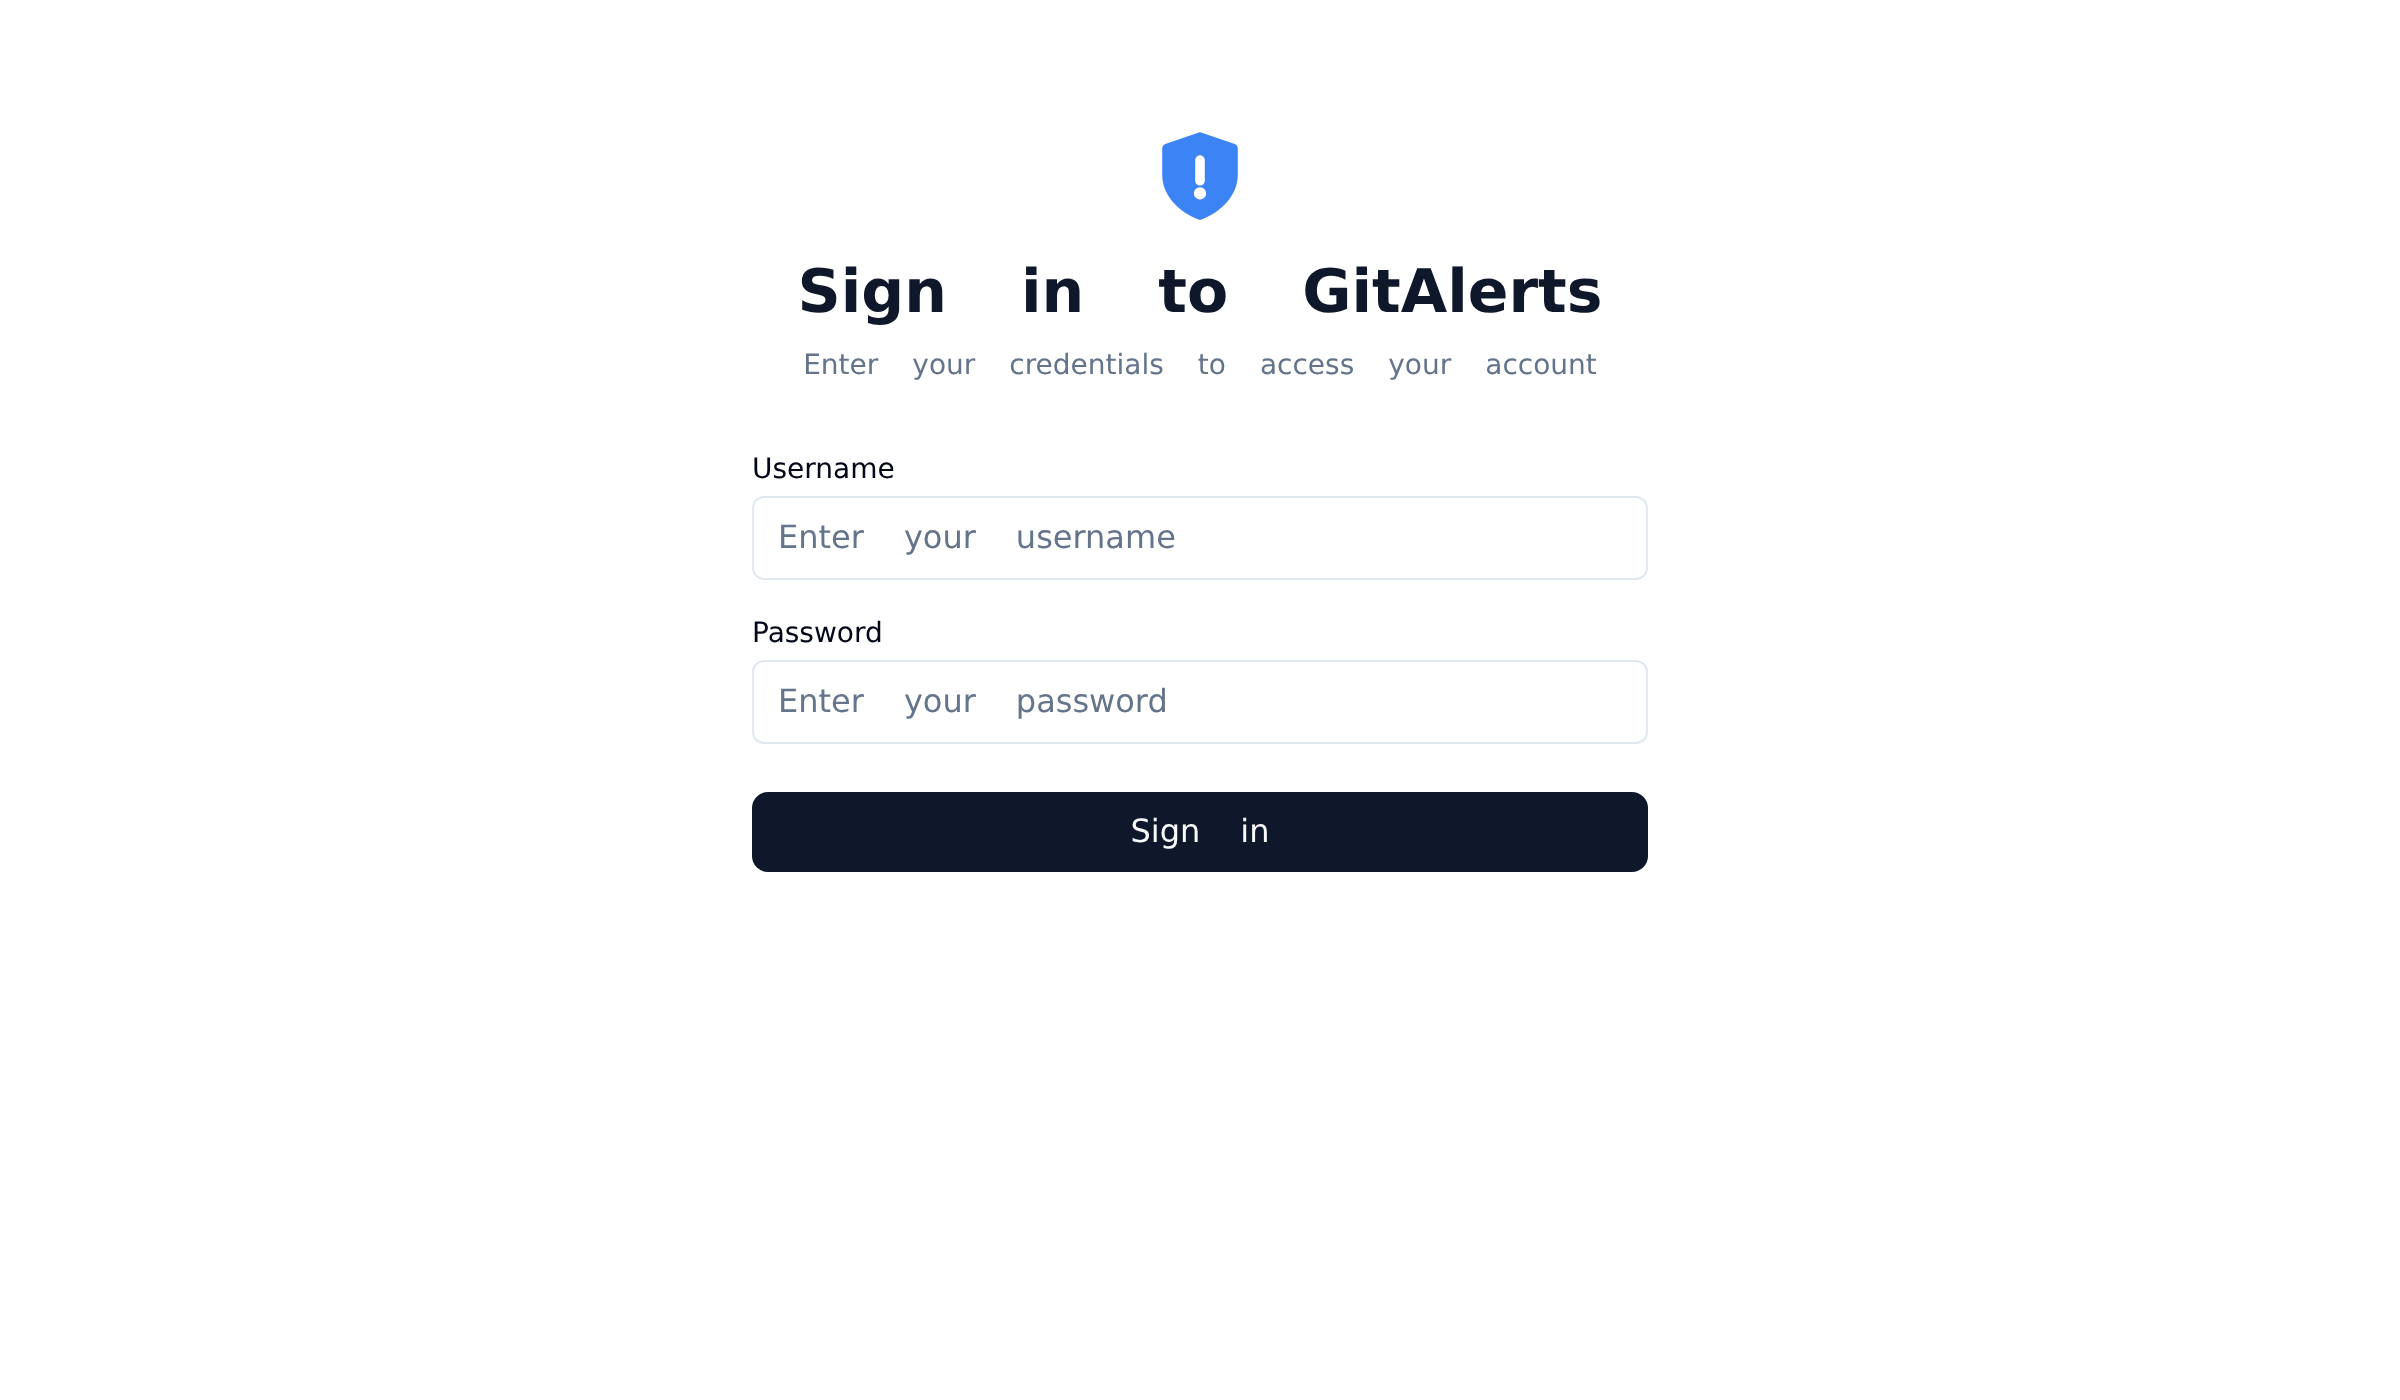 Sign in to GitAlerts
Enter your credentials to access your account
Username
Enter your username
Password
Enter your password
Sign in